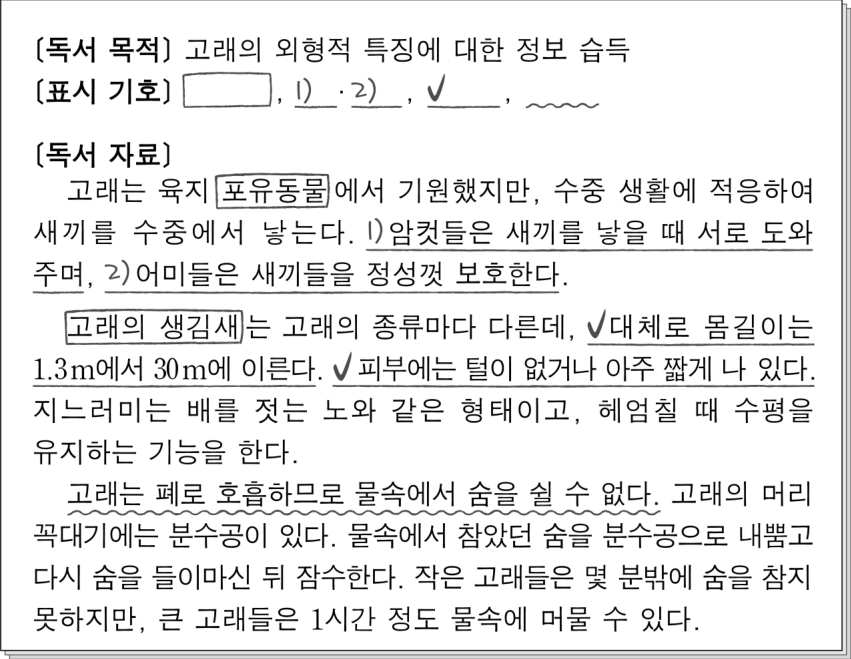 〔독서 목적〕 고래의 외형적 특징에 대한 정보 습득
〔표시 기호〕 , 1) · 2) , ✓ ,
〔독서 자료〕
고래는 육지 포유동물에서 기원했지만, 수중 생활에 적응하여
새끼를 수중에서 낳는다. 1)암컷들은 새끼를 낳을 때 서로 도와
주며, 2)어미들은 새끼들을 정성껏 보호한다.
고래의 생김새는 고래의 종류마다 다른데, ✓대체로 몸길이는
1.3m에서 30m에 이른다. ✓피부에는 털이 없거나 아주 짧게 나 있다.
지느러미는 배를 젓는 노와 같은 형태이고, 헤엄칠 때 수평을
유지하는 기능을 한다.
고래는 폐로 호흡하므로 물속에서 숨을 쉴 수 없다. 고래의 머리
꼭대기에는 분수공이 있다. 물속에서 참았던 숨을 분수공으로 내뿜고
다시 숨을 들이마신 뒤 잠수한다. 작은 고래들은 몇 분밖에 숨을 참지
못하지만, 큰 고래들은 1시간 정도 물속에 머물 수 있다.